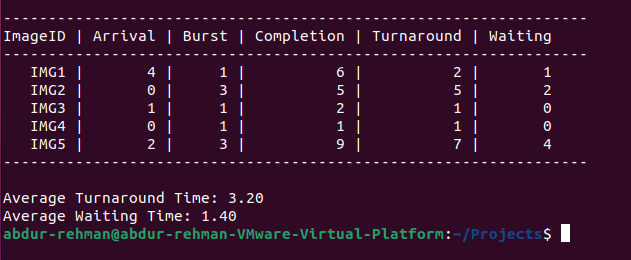 ----------------------------------------------------------------------
ImageID | Arrival | Burst | Completion | Turnaround | Waiting
----------------------------------------------------------------------
IMG1 | 4 | 1 | 6 | 2 | 1
IMG2 | 0 | 3 | 5 | 5 | 2
IMG3 | 1 | 1 | 2 | 1 | 0
IMG4 | 0 | 1 | 1 | 1 | 0
IMG5 | 2 | 3 | 9 | 7 | 4
----------------------------------------------------------------------
Average Turnaround Time: 3.20
Average Waiting Time: 1.40
abdur-rehman@abdur-rehman-VMware-Virtual-Platform:~/Projects$